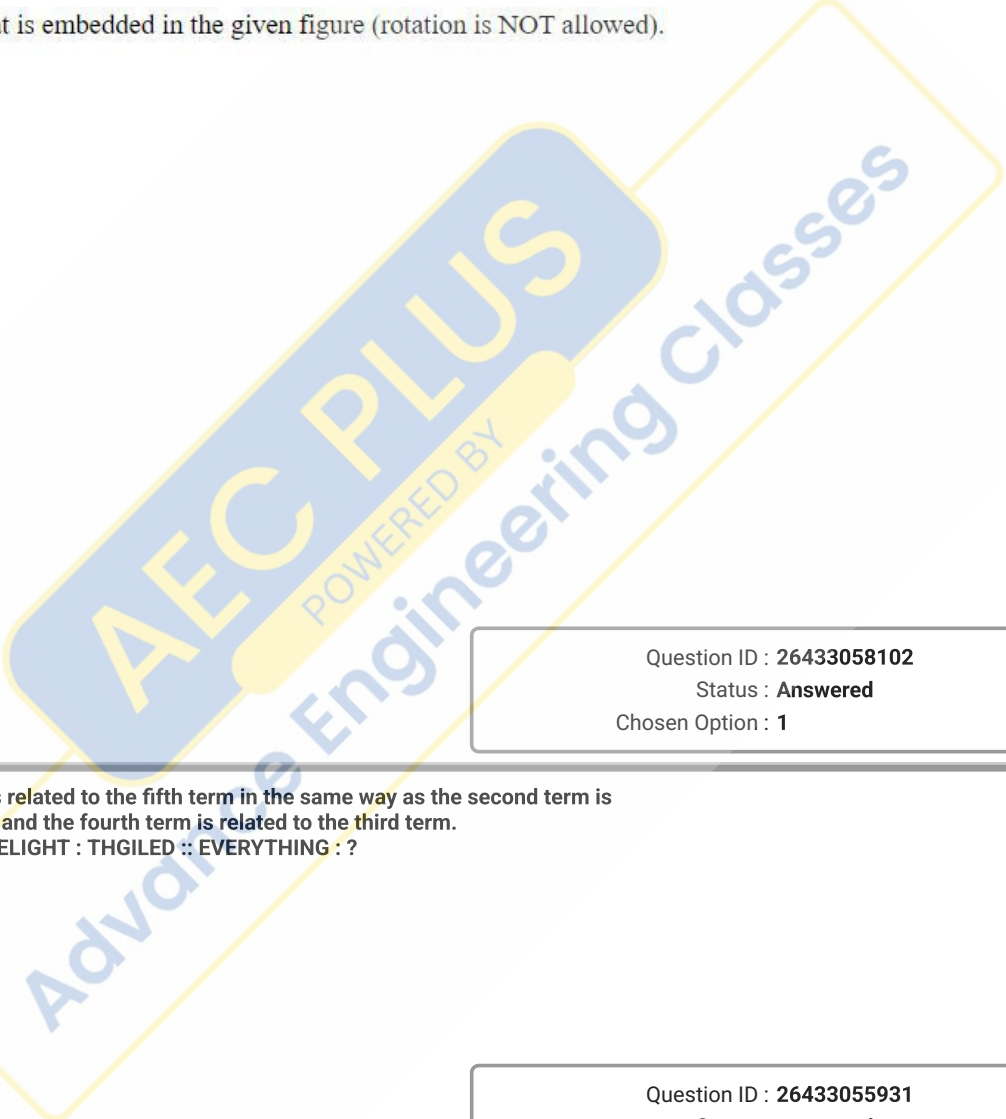 t is embedded in the given figure (rotation is NOT allowed).
AEC PLUS
POWERED BY
Advance Engineering Classes
Question ID : 26433058102
Status : Answered
Chosen Option : 1
related to the fifth term in the same way as the second term is
and the fourth term is related to the third term.
ELIGHT : THGILED :: EVERYTHING : ?
Question ID : 26433055931